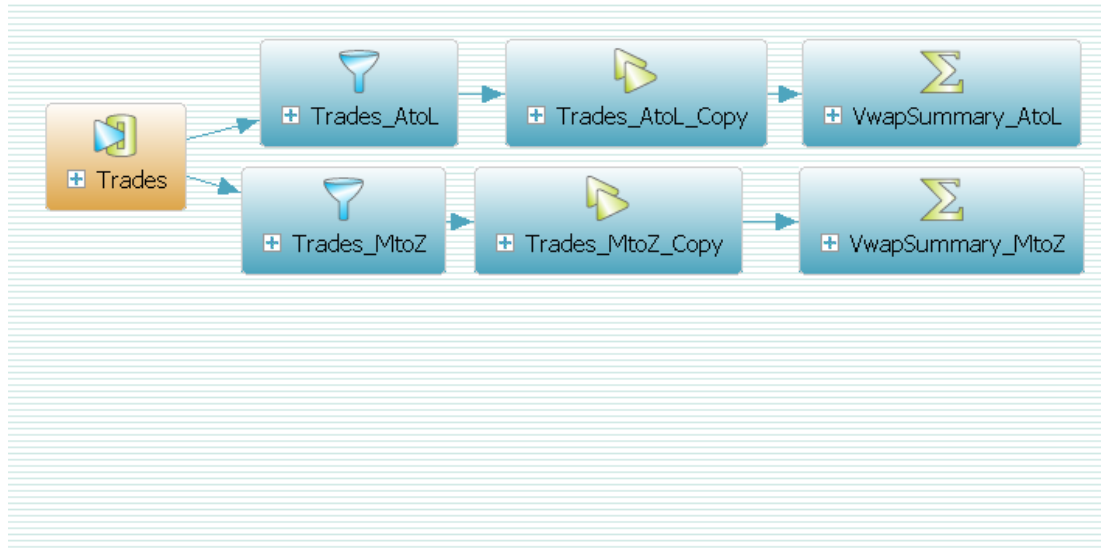 Trades_AtoL
Trades_AtoL_Copy
VwapSummary_AtoL
Trades
Trades_MtoZ
Trades_MtoZ_Copy
VwapSummary_MtoZ